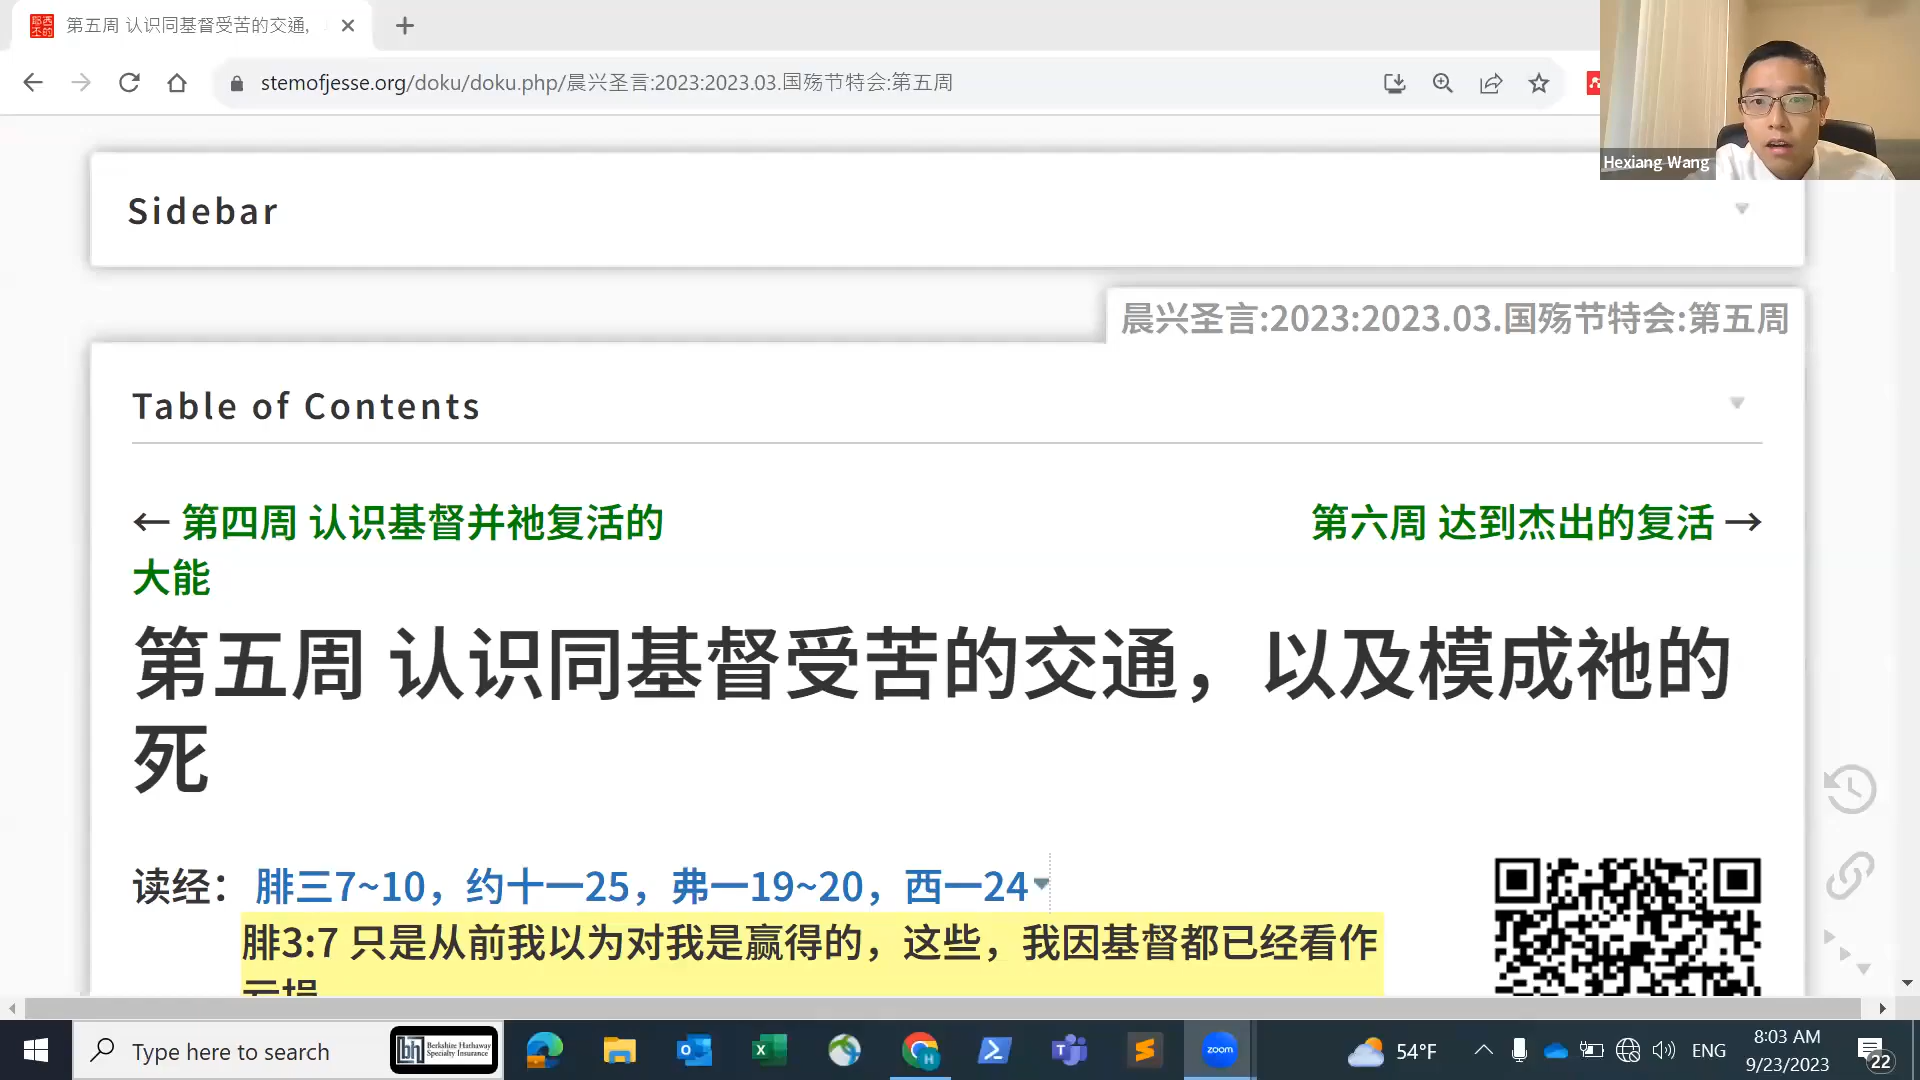 第五周 认识同基督受苦的交通,
stemofjesse.org/doku/doku.php/晨兴圣言:2023:2023.03.国殇节特会:第五周
Hexiang Wang
Sidebar
晨兴圣言:2023:2023.03.国殇节特会:第五周
Table of Contents
← 第四周 认识基督并祂复活的
大能
第六周 达到杰出的复活 →
第五周 认识同基督受苦的交通，以及模成祂的
死
读经： 腓三7~10，约十一25，弗一19~20，西一24
腓3:7 只是从前我以为对我是赢得的，这些，我因基督都已经看作
亏损
Type here to search
Berkshire Hathaway
Specialty Insurance
zoom
54°F
ENG
8:03 AM
9/23/2023
22